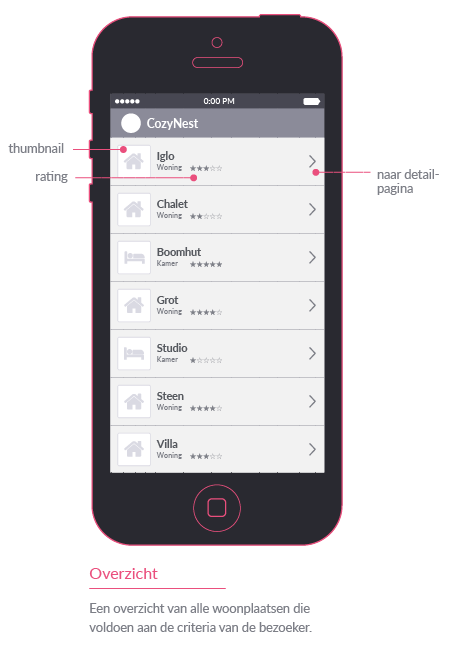 0:00 PM
CozyNest
thumbnail
rating
naar detail-
pagina
Iglo
Woning ★★★☆☆
Chalet
Woning ★★☆☆☆
Boomhut
Kamer ★★★★★
Grot
Woning ★★★★☆
Studio
Kamer ★☆☆☆☆
Steen
Woning ★★★★☆
Villa
Woning ★★★☆☆
Overzicht
Een overzicht van alle woonplaatsen die
voldoen aan de criteria van de bezoeker.